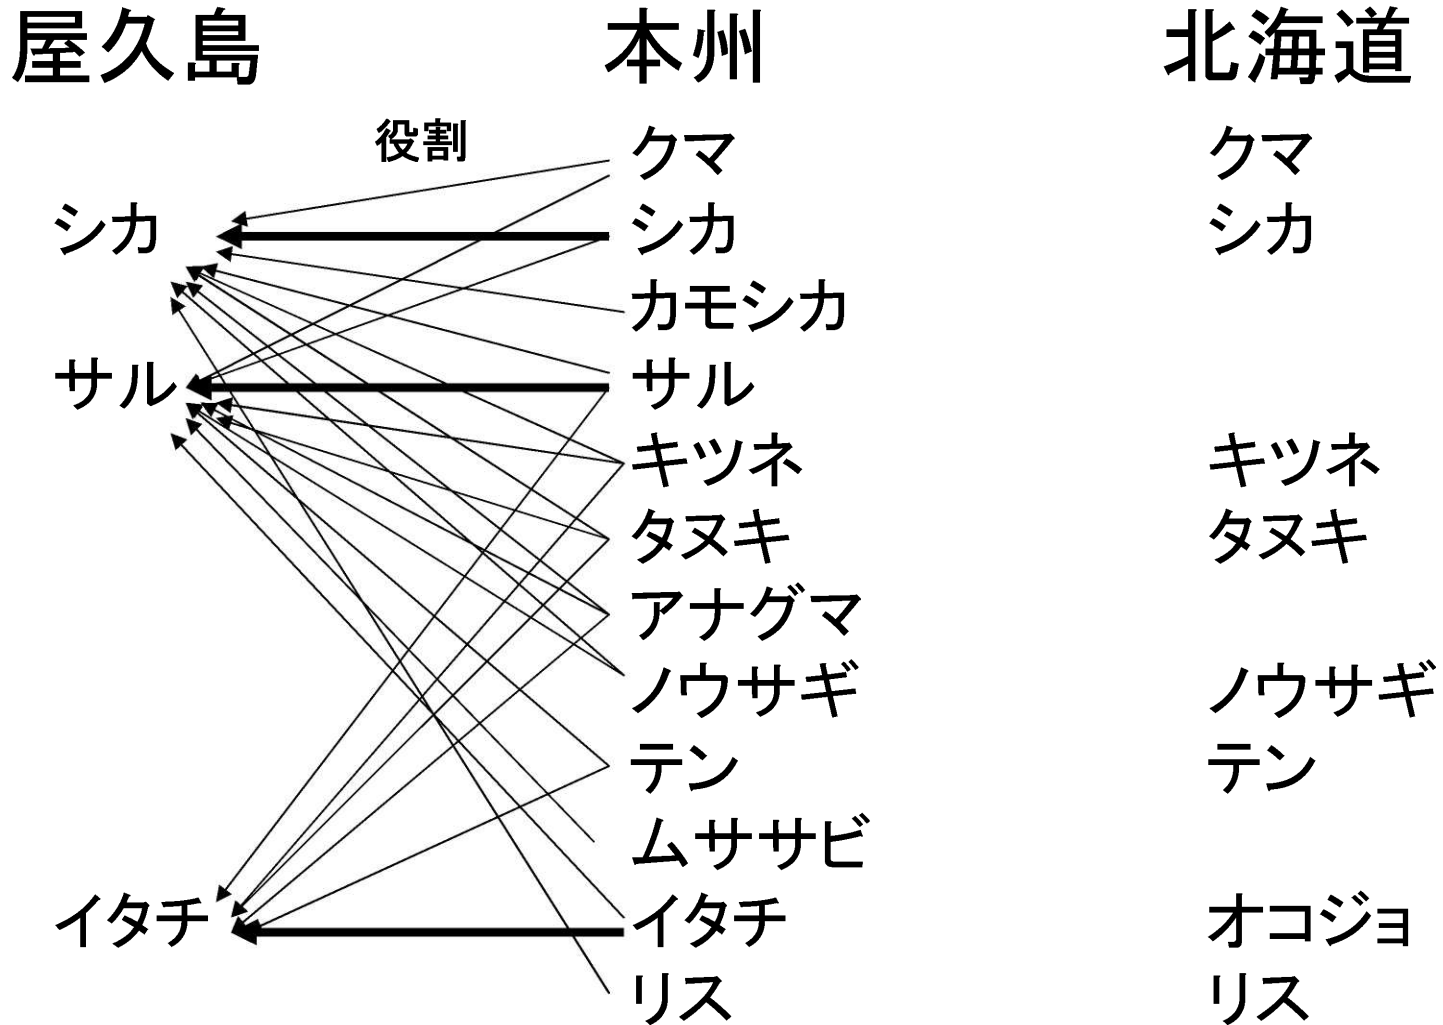 屋久島 本州 北海道
役割
クマ クマ
シカ シカ シカ
カモシカ
サル サル
キツネ キツネ
タヌキ タヌキ
アナグマ
ノウサギ ノウサギ
テン テン
ムササビ
イタチ イタチ オコジョ
リス リス